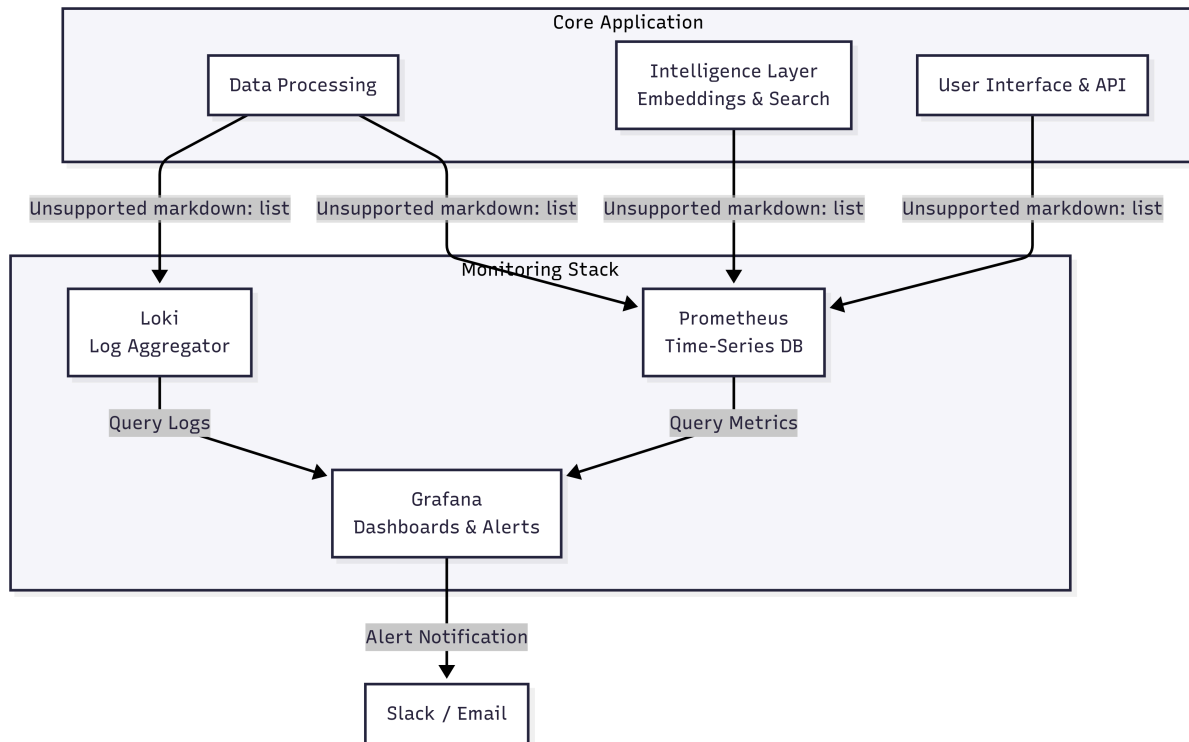 Core Application
Data Processing
Intelligence Layer
Embeddings & Search
User Interface & API
Unsupported markdown: list
Unsupported markdown: list
Unsupported markdown: list
Unsupported markdown: list
Monitoring Stack
Loki
Log Aggregator
Prometheus
Time-Series DB
Query Logs
Query Metrics
Grafana
Dashboards & Alerts
Alert Notification
Slack / Email